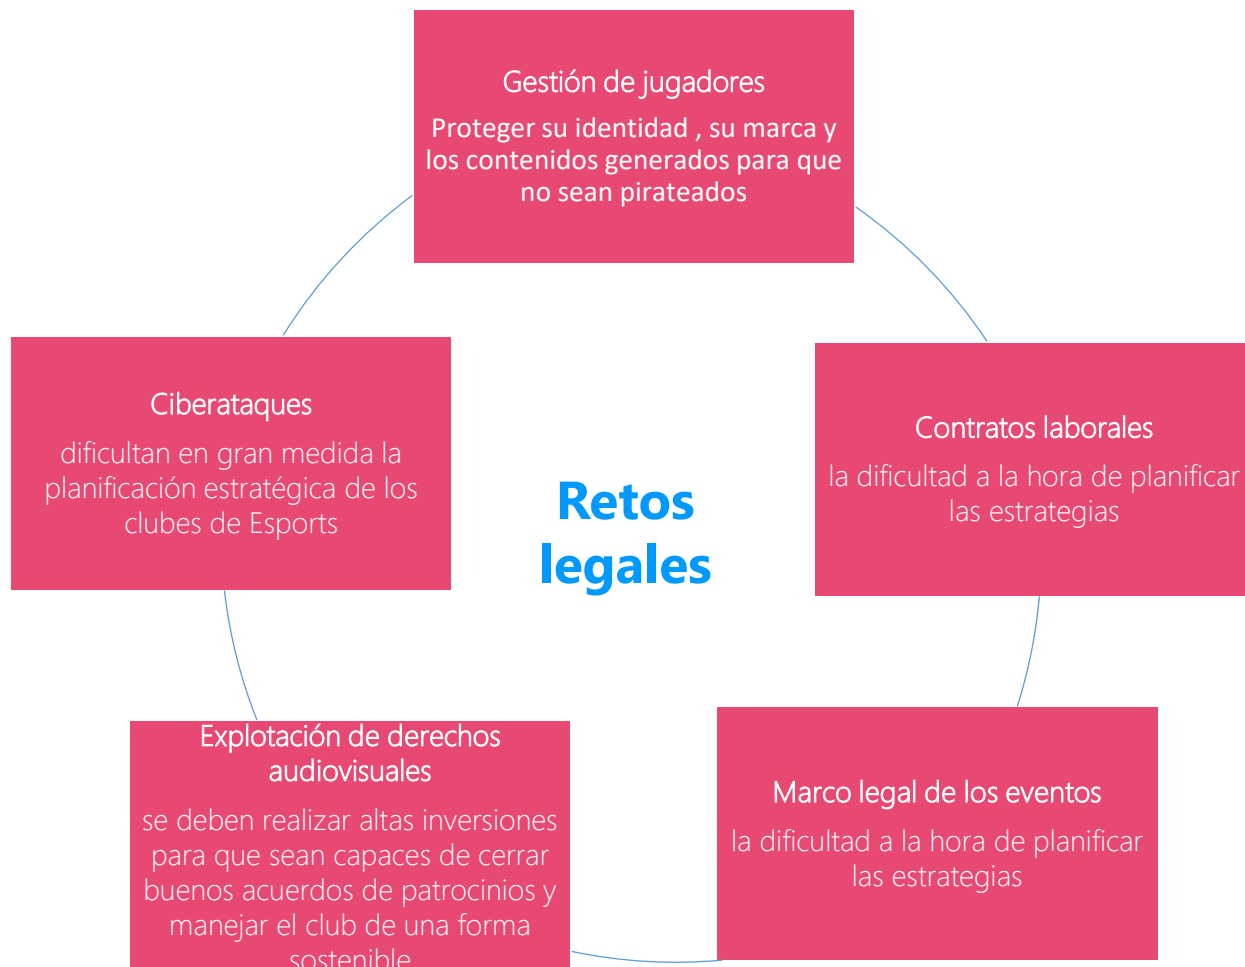 Gestión de jugadores
Proteger su identidad , su marca y
los contenidos generados para que
no sean pirateados
Ciberataques
dificultan en gran medida la
planificación estratégica de los
clubes de Esports
Contratos laborales
la dificultad a la hora de planificar
las estrategias
Retos
legales
Explotación de derechos
audiovisuales
se deben realizar altas inversiones
para que sean capaces de cerrar
buenos acuerdos de patrocinios y
manejar el club de una forma
sostenible
Marco legal de los eventos
la dificultad a la hora de planificar
las estrategias